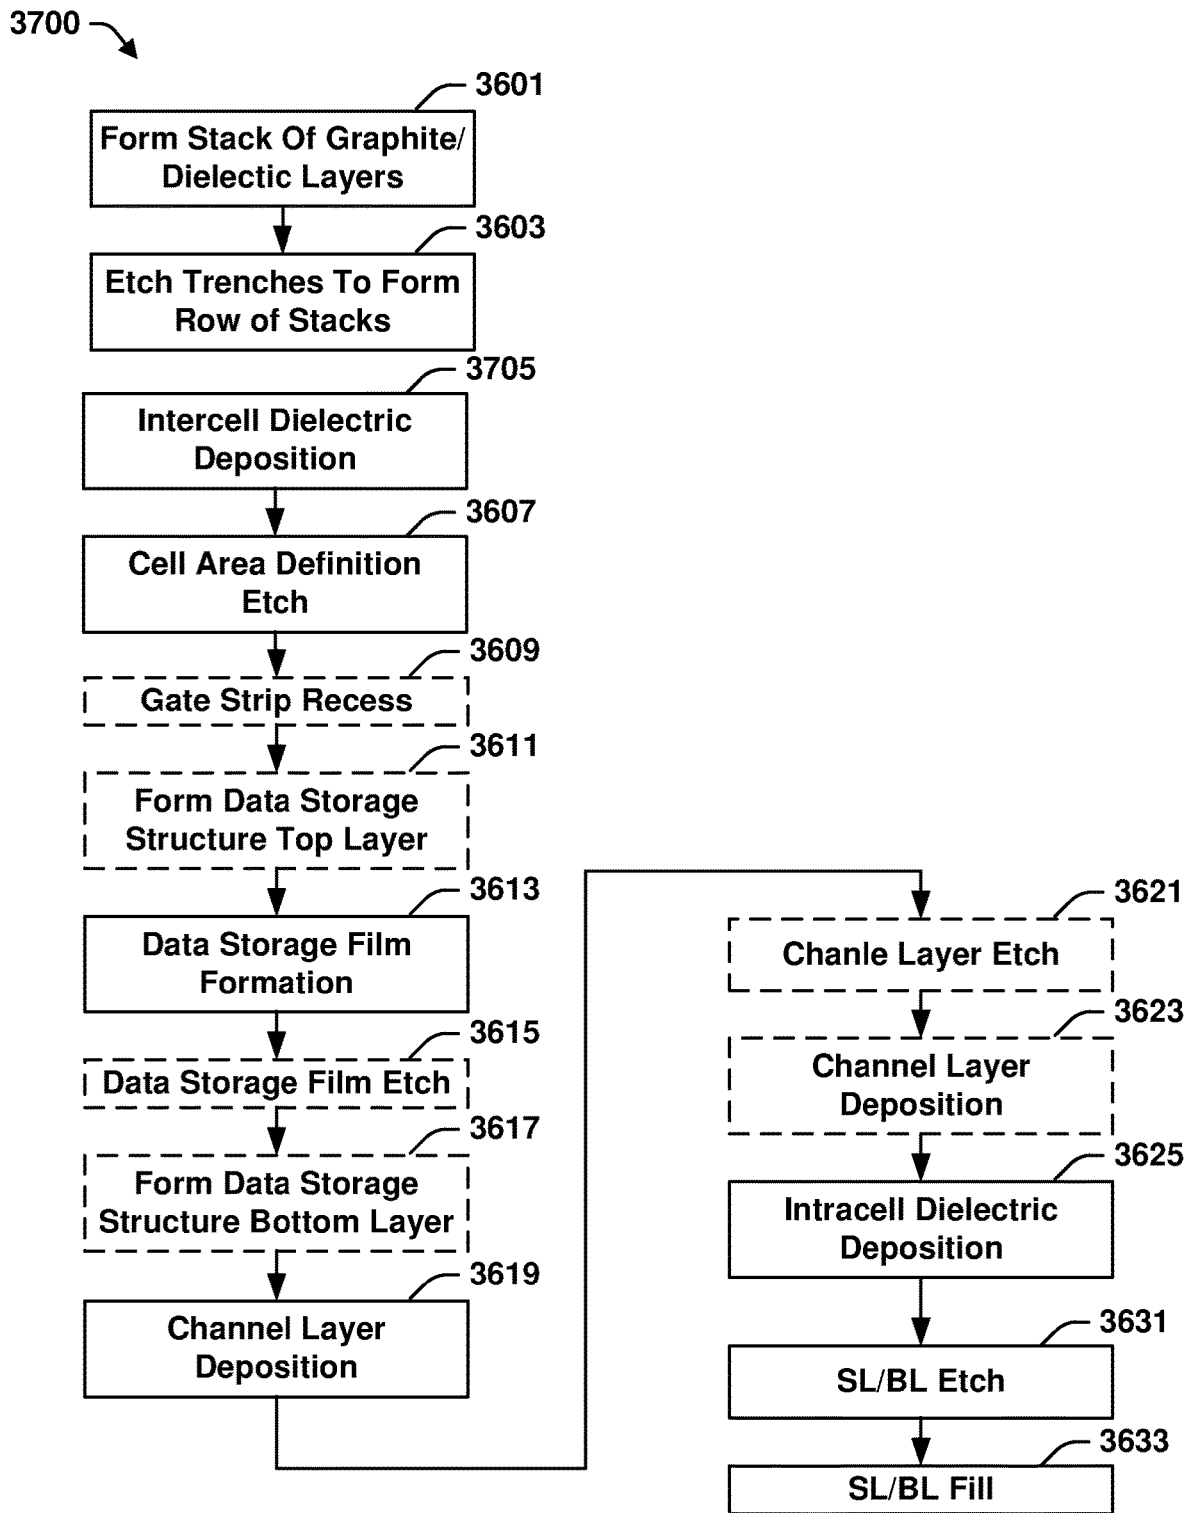 3700
3601
Form Stack Of Graphite/
Dielectic Layers
3603
Etch Trenches To Form
Row of Stacks
3705
Intercell Dielectric
Deposition
3607
Cell Area Definition
Etch
3609
Gate Strip Recess
3611
Form Data Storage
Structure Top Layer
3613
Data Storage Film
Formation
3615
Data Storage Film Etch
3617
Form Data Storage
Structure Bottom Layer
3619
Channel Layer
Deposition
3621
Chanle Layer Etch
3623
Channel Layer
Deposition
3625
Intracell Dielectric
Deposition
3631
SL/BL Etch
3633
SL/BL Fill